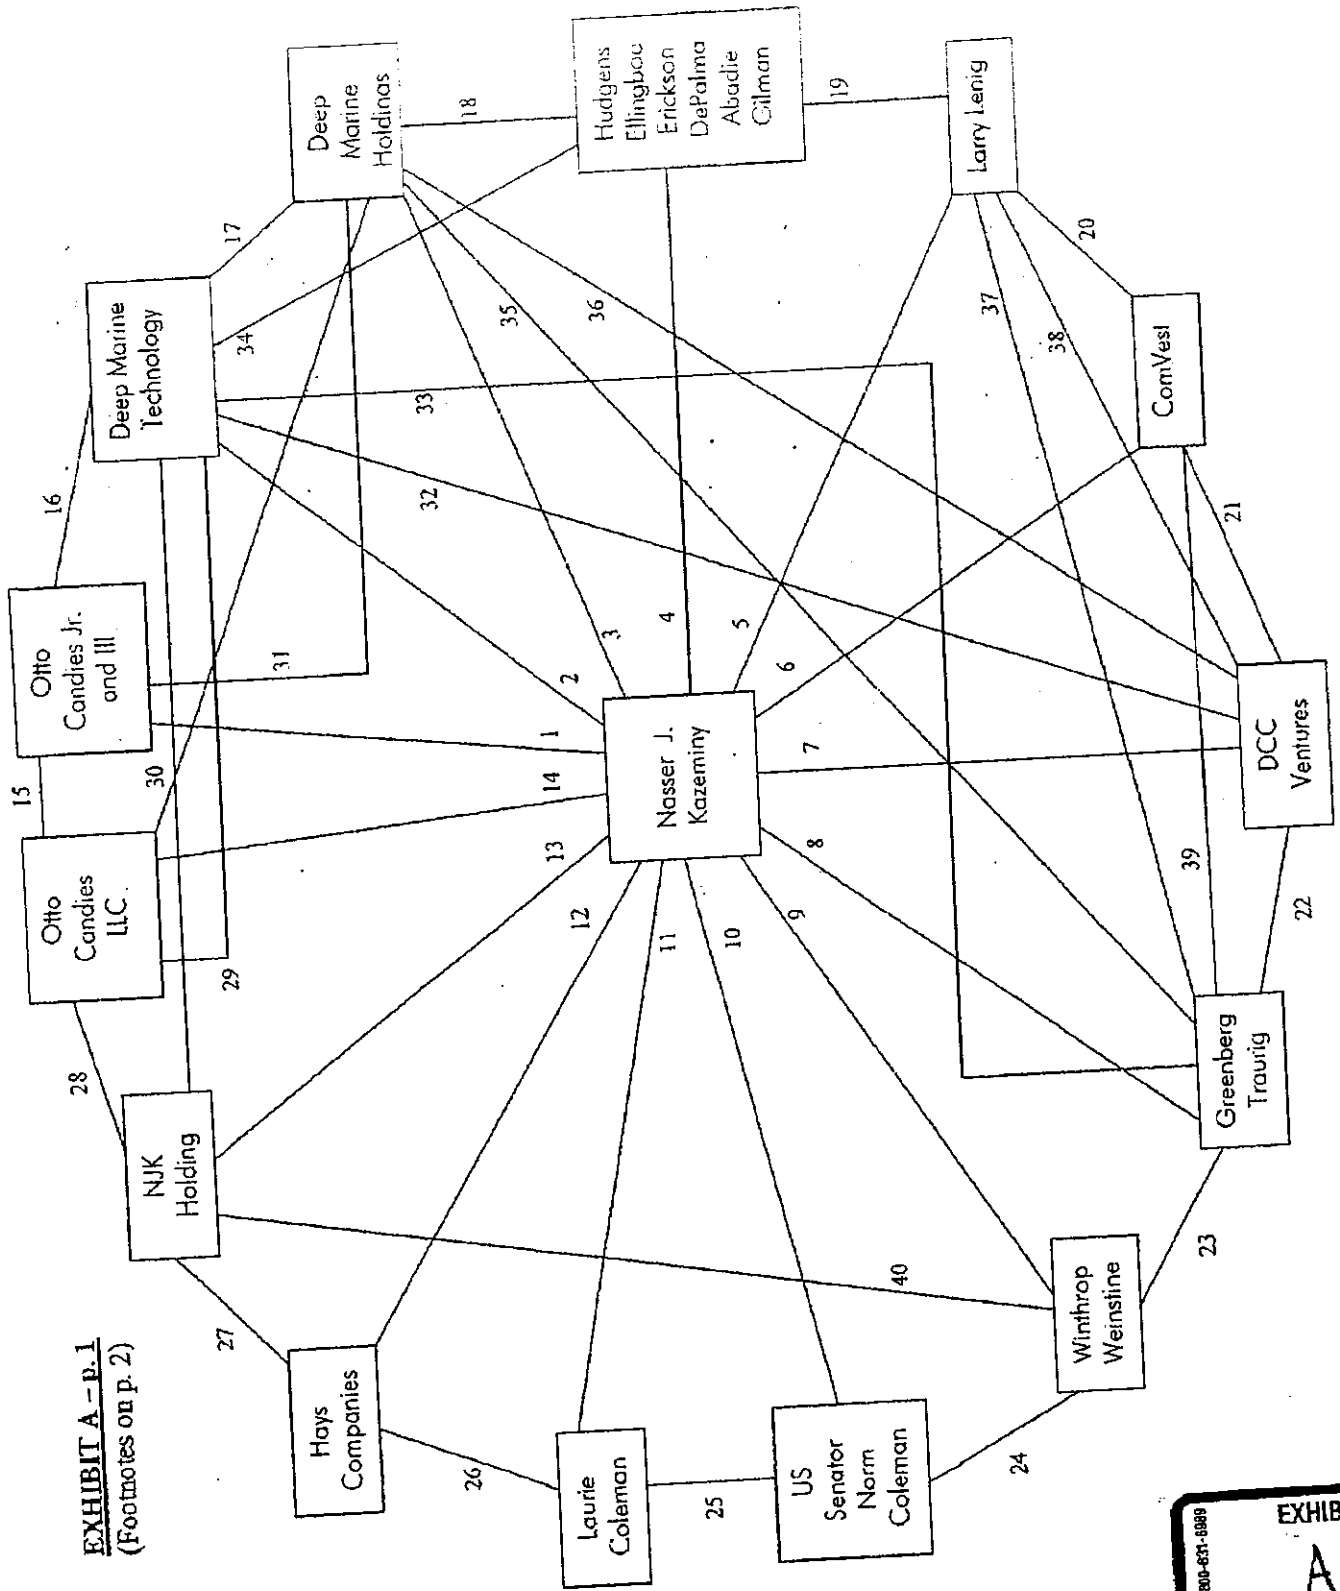 EXHIBIT A – p. 1
(Footnotes on p. 2)
Otto
Candies
LLC
15
Otto
Candies Jr.
and III
16
Deep Marine
Technology
17
Deep
Marine
Holdings
18
Hudgens
Ellingboe
Erickson
DePalma
Abadie
Gilman
19
Larry Lenig
20
ComVest
21
DCC
Ventures
22
Greenberg
Traurig
23
Winthrop
Weinstine
24
US
Senator
Norm
Coleman
25
Laurie
Coleman
26
Hays
Companies
27
NJK
Holding
28
29
30
31
32
33
34
35
36
37
38
39
40
Nasser J.
Kazeminy
1
2
3
4
5
6
7
8
9
10
11
12
13
14
EXHIB
A
800-631-6989